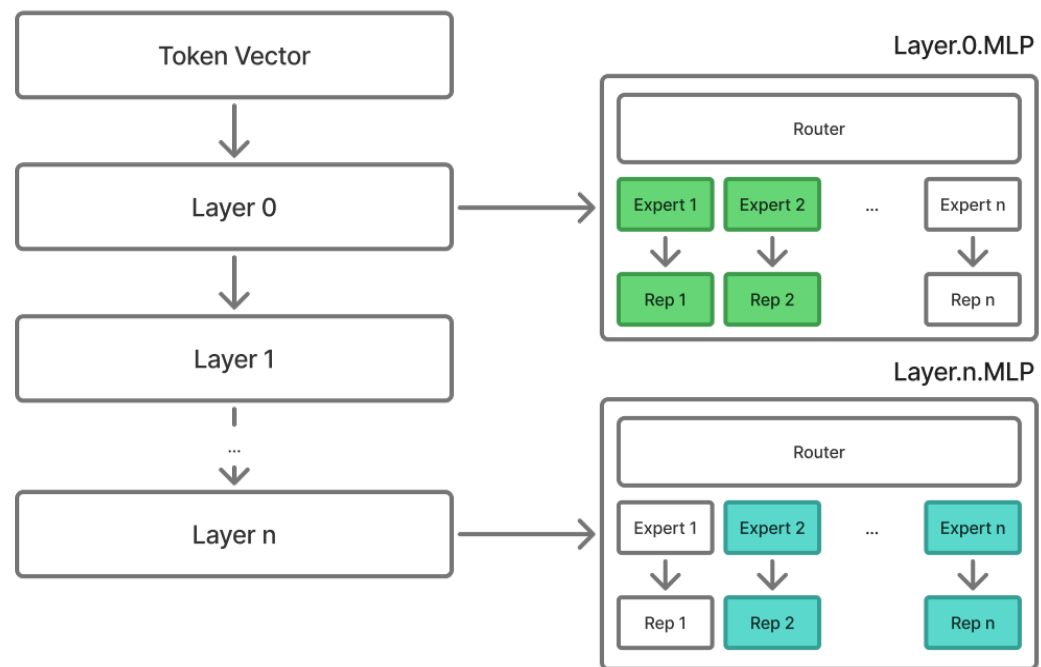 Token Vector
Layer 0
Layer 1
...
Layer n
Layer.0.MLP
Router
Expert 1 Expert 2 ... Expert n
Rep 1 Rep 2 Rep n
Layer.n.MLP
Router
Expert 1 Expert 2 ... Expert n
Rep 1 Rep 2 Rep n